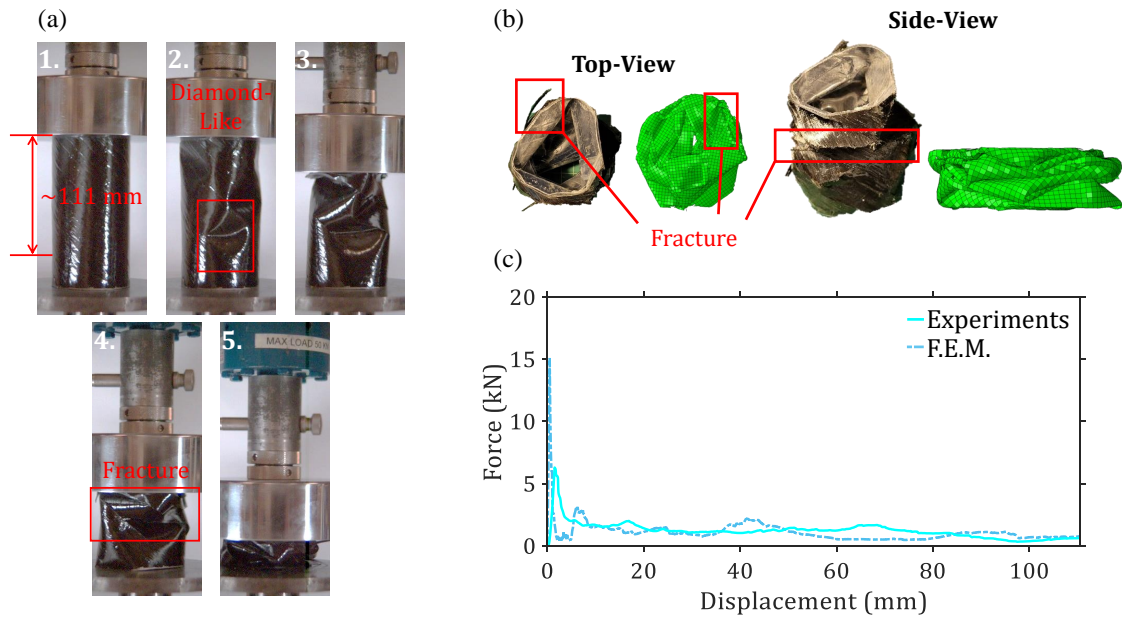 (a)
1.
2.
3.
Diamond-
Like
~111 mm
4.
5.
MAX LOAD 50 KN
Fracture
(b)
Side-View
Top-View
Fracture
(c)
20
15
10
5
0
Force (kN)
Experiments
F.E.M.
0
20
40
60
80
100
Displacement (mm)